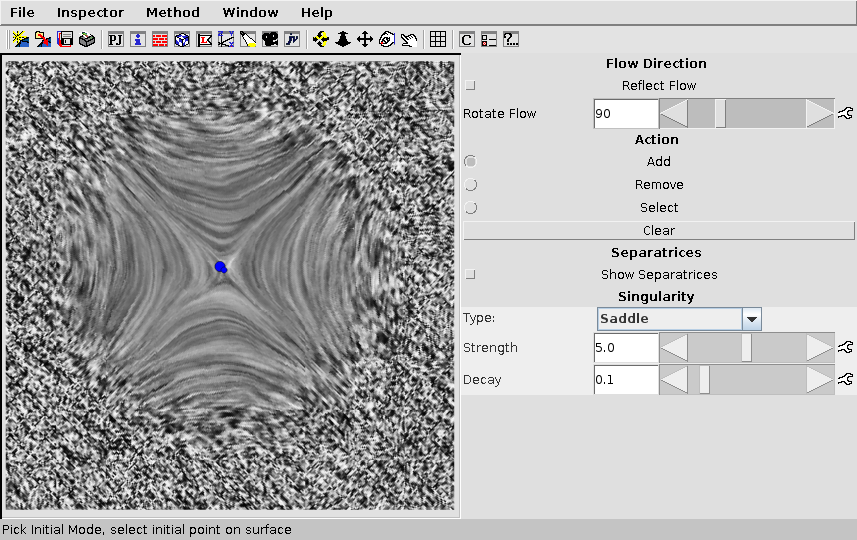 File Inspector Method Window Help
PJ i jv C ?...
Flow Direction
Reflect Flow
Rotate Flow 90
Action
Add
Remove
Select
Clear
Separatrices
Show Separatrices
Singularity
Type: Saddle
Strength 5.0
Decay 0.1
Pick Initial Mode, select initial point on surface